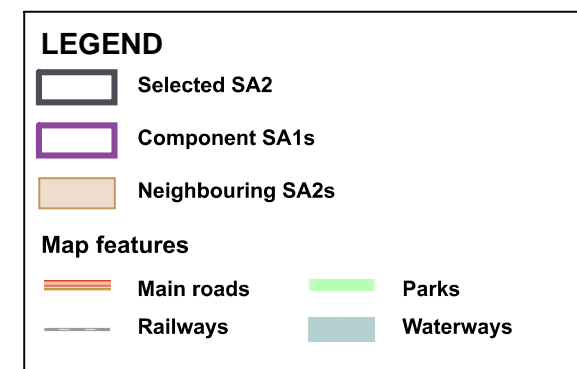 LEGEND
Selected SA2
Component SA1s
Neighbouring SA2s
Map features
Main roads
Parks
Railways
Waterways